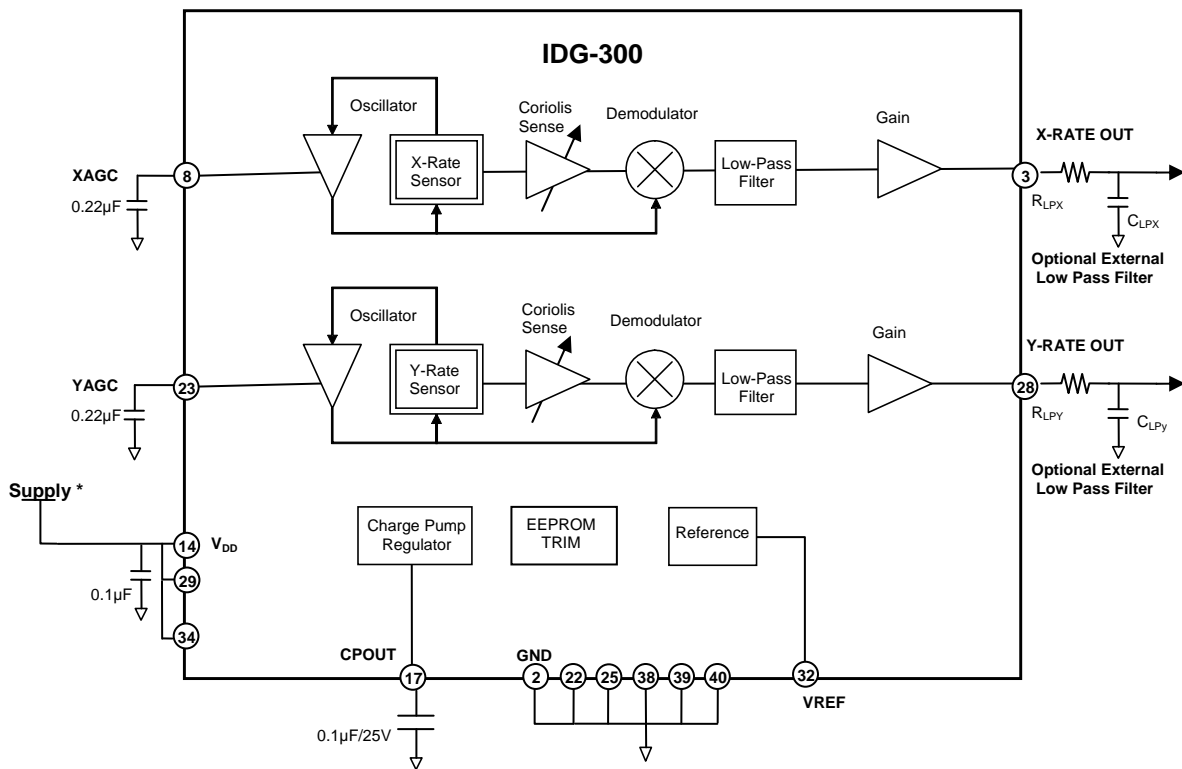 IDG-300
Oscillator
Coriolis
Sense
Demodulator
Gain
X-RATE OUT
XAGC
8
X-Rate
Sensor
Low-Pass
Filter
3
0.22µF
RLPX
CLPX
Optional External
Low Pass Filter
Oscillator
Coriolis
Sense
Demodulator
Gain
Y-RATE OUT
YAGC
23
Y-Rate
Sensor
Low-Pass
Filter
28
0.22µF
RLPY
CLPy
Optional External
Low Pass Filter
Supply *
14
VDD
29
0.1µF
34
Charge Pump
Regulator
EEPROM
TRIM
Reference
CPOUT
17
GND
2
22
25
38
39
40
32
VREF
0.1µF/25V